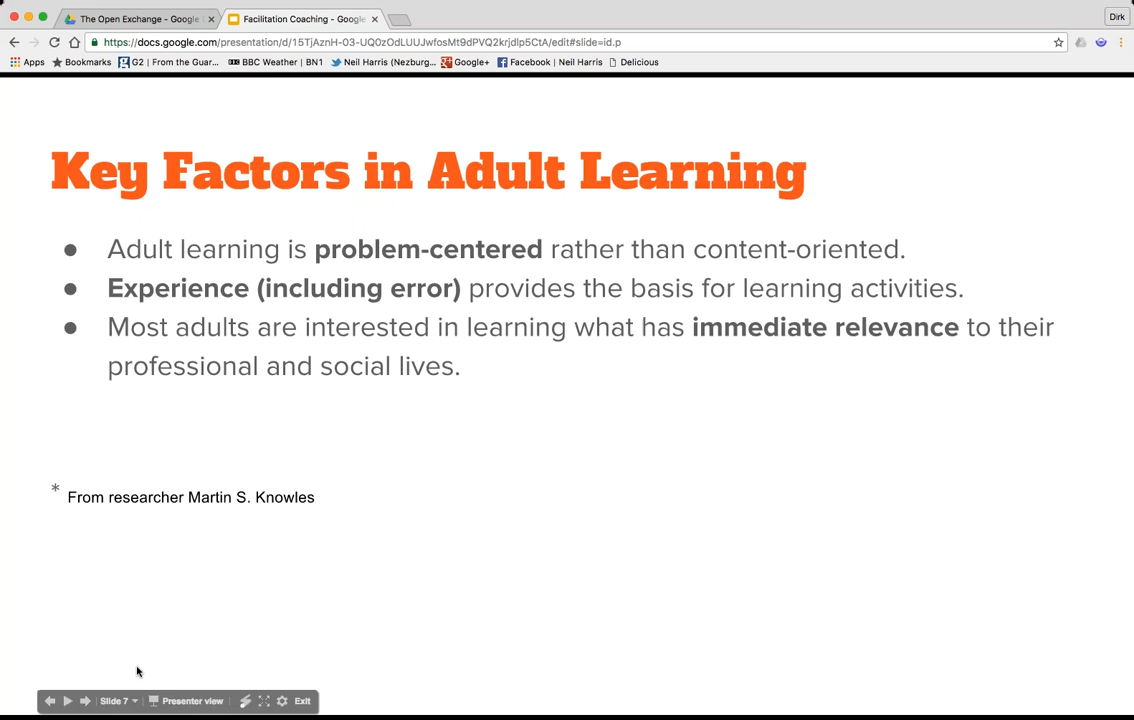 The Open Exchange - Google
Facilitation Coaching - Google
Dirk
https://docs.google.com/presentation/d/15TjAznH-03-UQ0zOdLUUJwfosMt9dPVQ2krjdlp5CtA/edit#slide=id.p
Apps Bookmarks G2 | From the Guar... BBC Weather | BN1 Neil Harris (Nezburg... Google+ Facebook | Neil Harris Delicious
Key Factors in Adult Learning
● Adult learning is problem-centered rather than content-oriented.
● Experience (including error) provides the basis for learning activities.
● Most adults are interested in learning what has immediate relevance to their
professional and social lives.
* From researcher Martin S. Knowles
Slide 7 Presenter view Exit